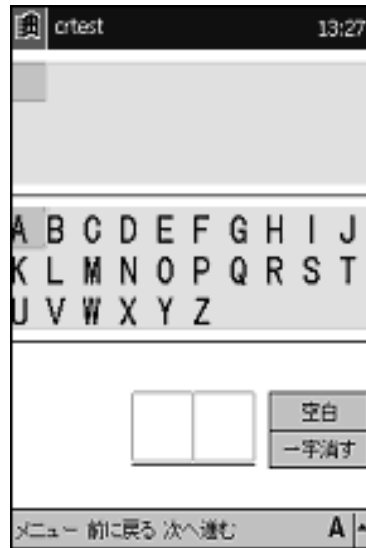 crtest 13:27
A B C D E F G H I J
K L M N O P Q R S T
U V W X Y Z
空白
一字消す
メニュー 前に戻る 次へ進む A